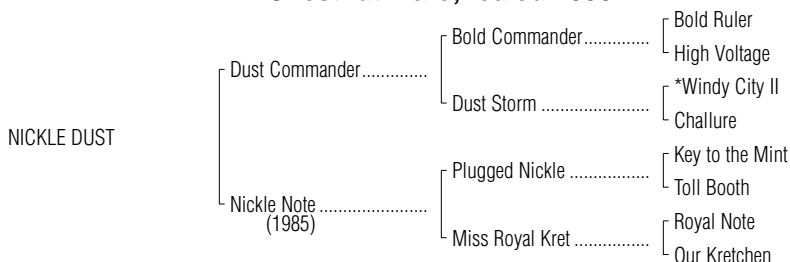 Bold Ruler
Bold Commander..............
High Voltage
Dust Commander..............
*Windy City II
Dust Storm .......................
Challure
NICKLE DUST
Key to the Mint
Plugged Nickle .................
Toll Booth
Nickle Note .......................
(1985)
Royal Note
Miss Royal Kret ................
Our Kretchen